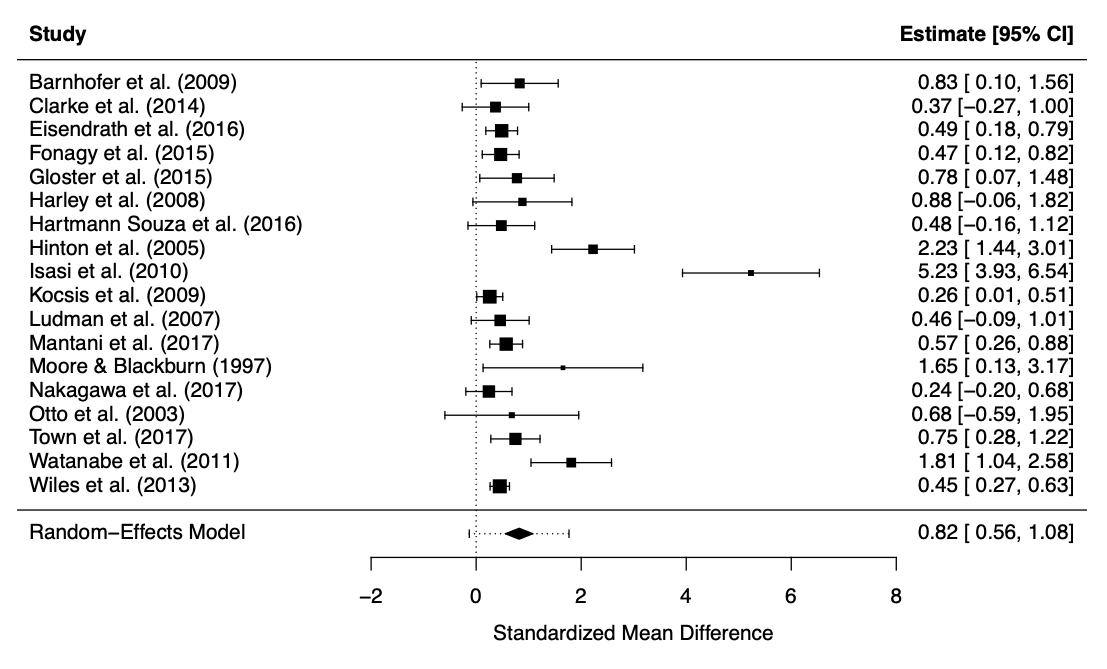 Study Estimate [95% CI]
Barnhofer et al. (2009) 0.83 [ 0.10, 1.56]
Clarke et al. (2014) 0.37 [−0.27, 1.00]
Eisendrath et al. (2016) 0.49 [ 0.18, 0.79]
Fonagy et al. (2015) 0.47 [ 0.12, 0.82]
Gloster et al. (2015) 0.78 [ 0.07, 1.48]
Harley et al. (2008) 0.88 [−0.06, 1.82]
Hartmann Souza et al. (2016) 0.48 [−0.16, 1.12]
Hinton et al. (2005) 2.23 [ 1.44, 3.01]
Isasi et al. (2010) 5.23 [ 3.93, 6.54]
Kocsis et al. (2009) 0.26 [ 0.01, 0.51]
Ludman et al. (2007) 0.46 [−0.09, 1.01]
Mantani et al. (2017) 0.57 [ 0.26, 0.88]
Moore & Blackburn (1997) 1.65 [ 0.13, 3.17]
Nakagawa et al. (2017) 0.24 [−0.20, 0.68]
Otto et al. (2003) 0.68 [−0.59, 1.95]
Town et al. (2017) 0.75 [ 0.28, 1.22]
Watanabe et al. (2011) 1.81 [ 1.04, 2.58]
Wiles et al. (2013) 0.45 [ 0.27, 0.63]
Random−Effects Model 0.82 [ 0.56, 1.08]
−2 0 2 4 6 8
Standardized Mean Difference